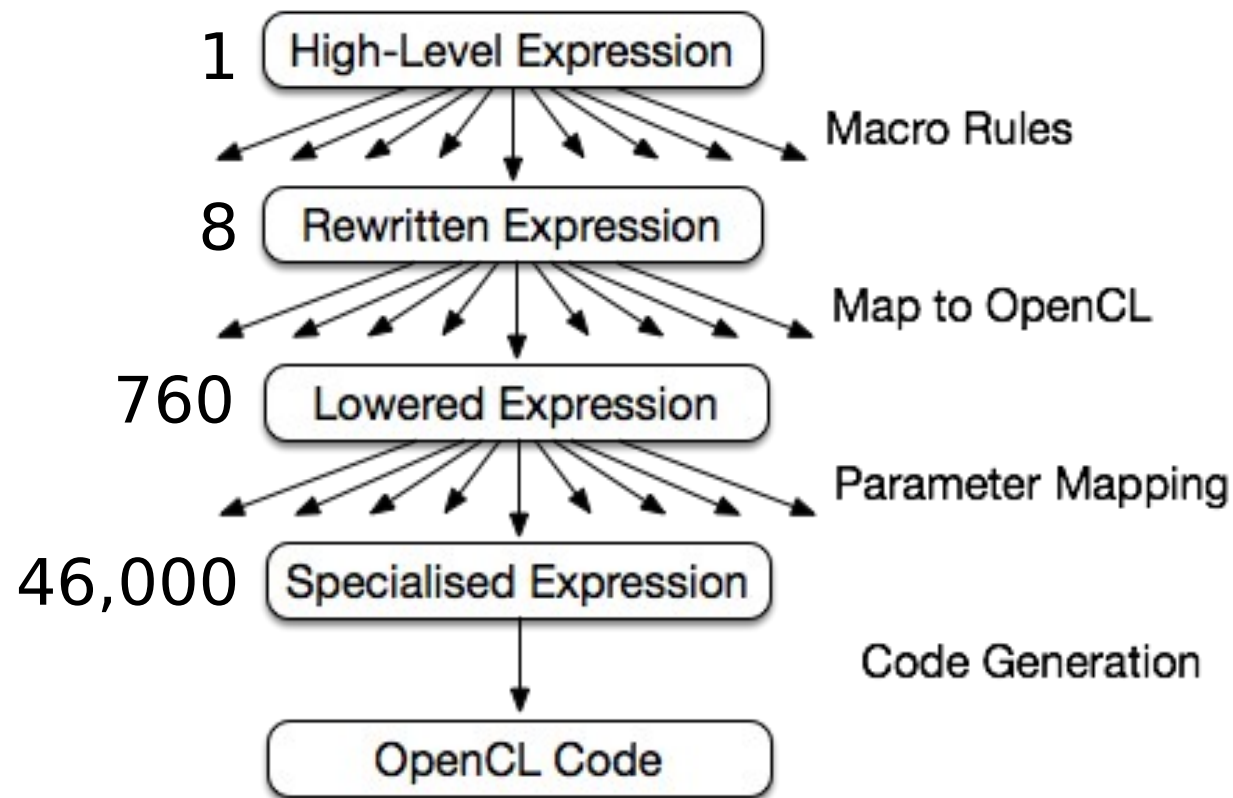 1 High-Level Expression
Macro Rules
8 Rewritten Expression
Map to OpenCL
760 Lowered Expression
Parameter Mapping
46,000 Specialised Expression
Code Generation
OpenCL Code